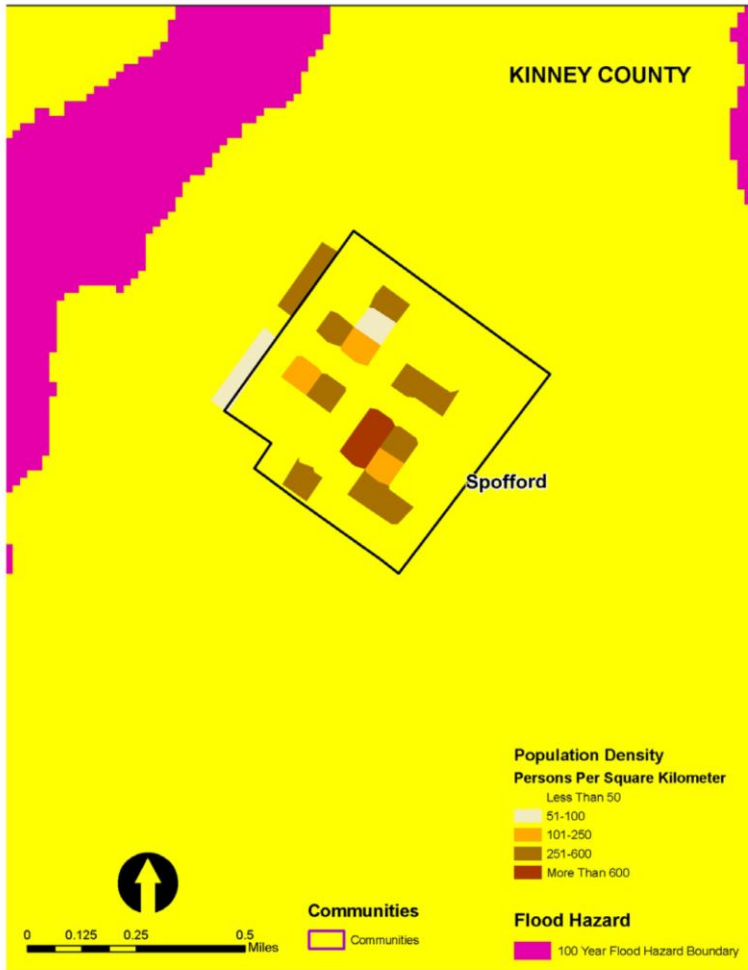 KINNEY COUNTY
Spofford
Population Density
Persons Per Square Kilometer
Less Than 50
51-100
101-250
251-600
More Than 600
Communities
Communities
Flood Hazard
100 Year Flood Hazard Boundary
0 0.125 0.25 0.5
Miles